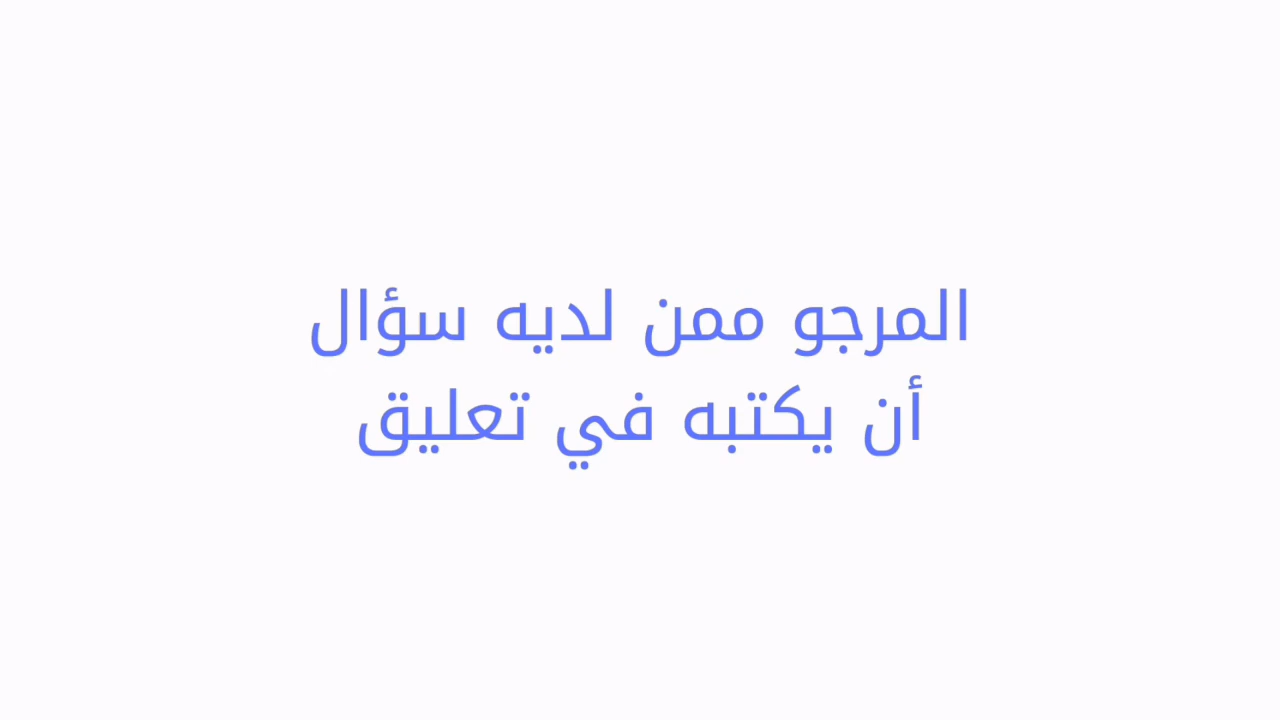 المرجو ممن لديه سؤال
أن يكتبه في تعليق